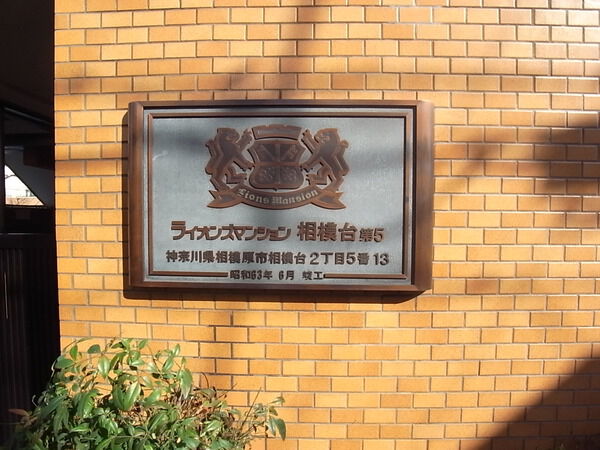 Lions Mansion
ライオンズマンション 相模台 第5
神奈川県相模原市相模台2丁目5番13
昭和63年 6月 竣工